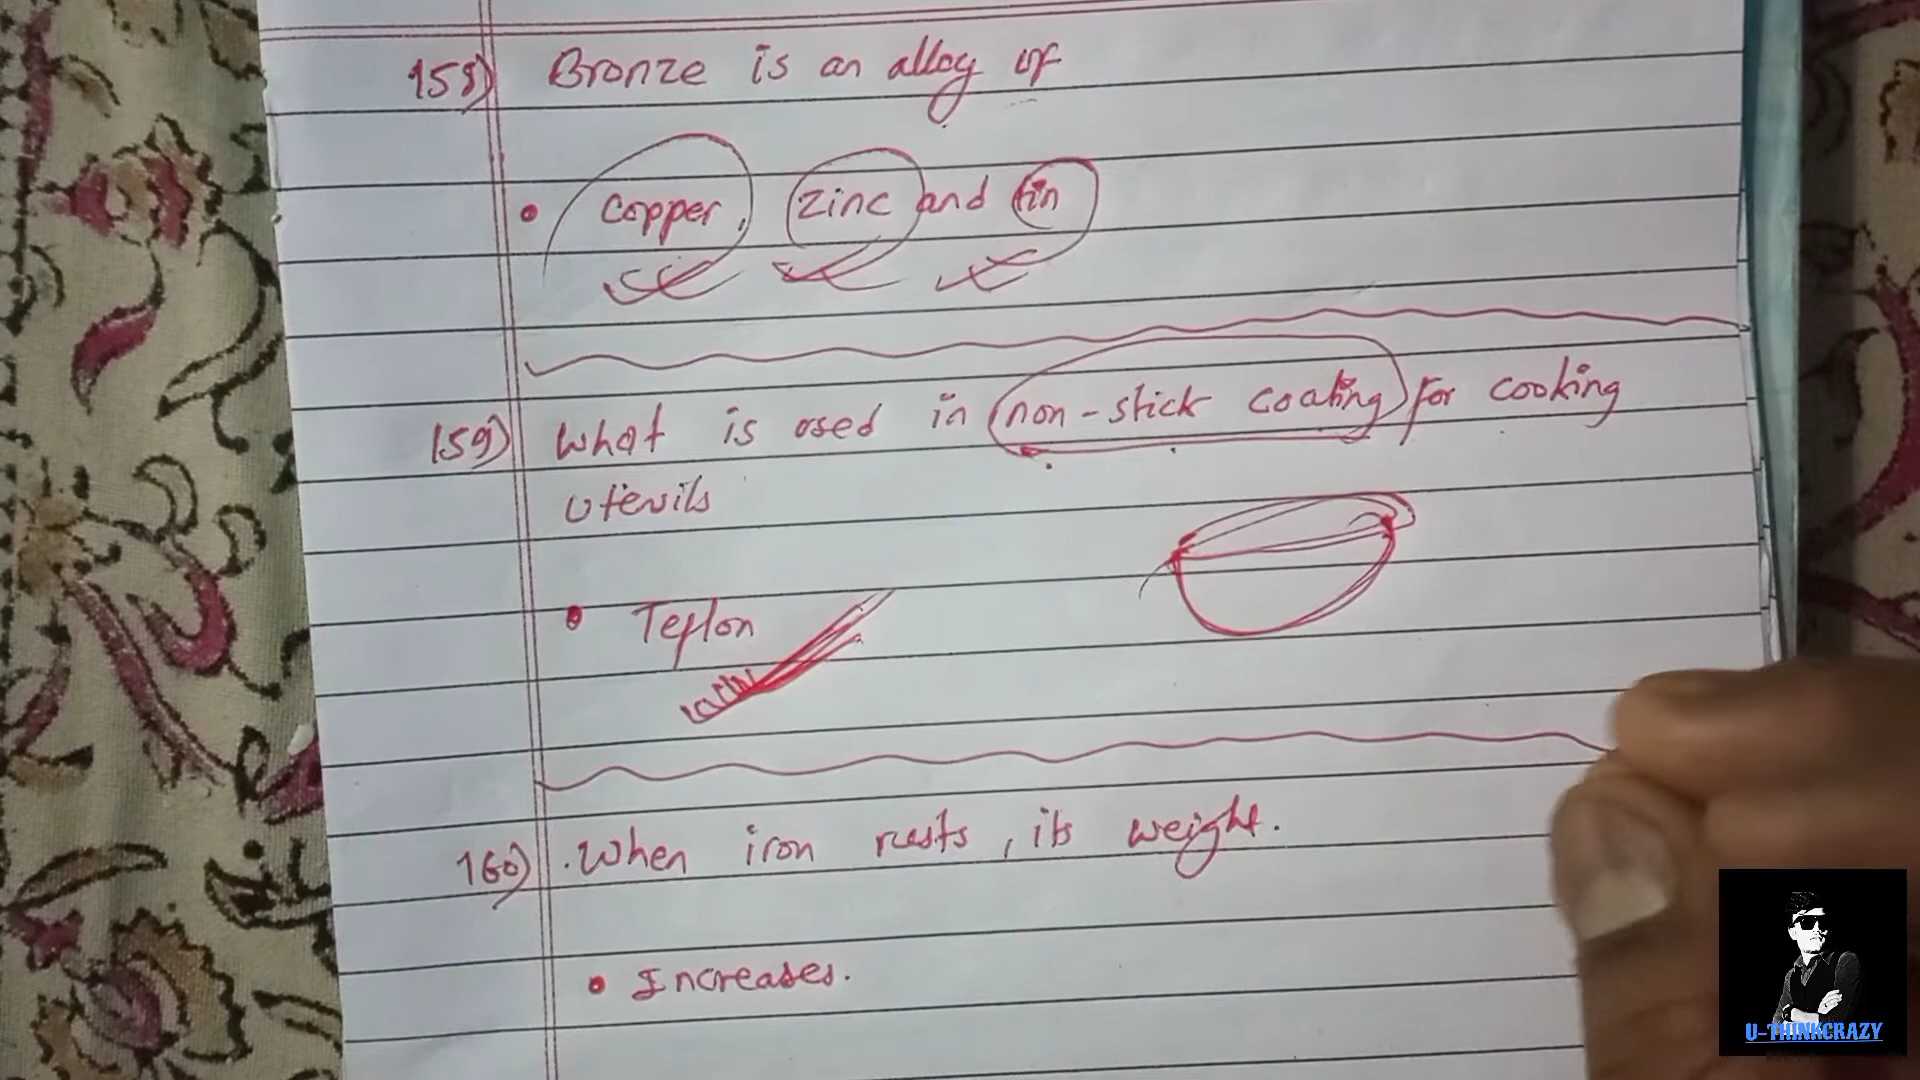 158) Bronze is an alloy of
• Copper, Zinc and tin
159) What is used in non-stick coating for cooking
Utensils
• Teflon
160) .When iron rusts, its weight.
• Increases.
U-THINKCRAZY